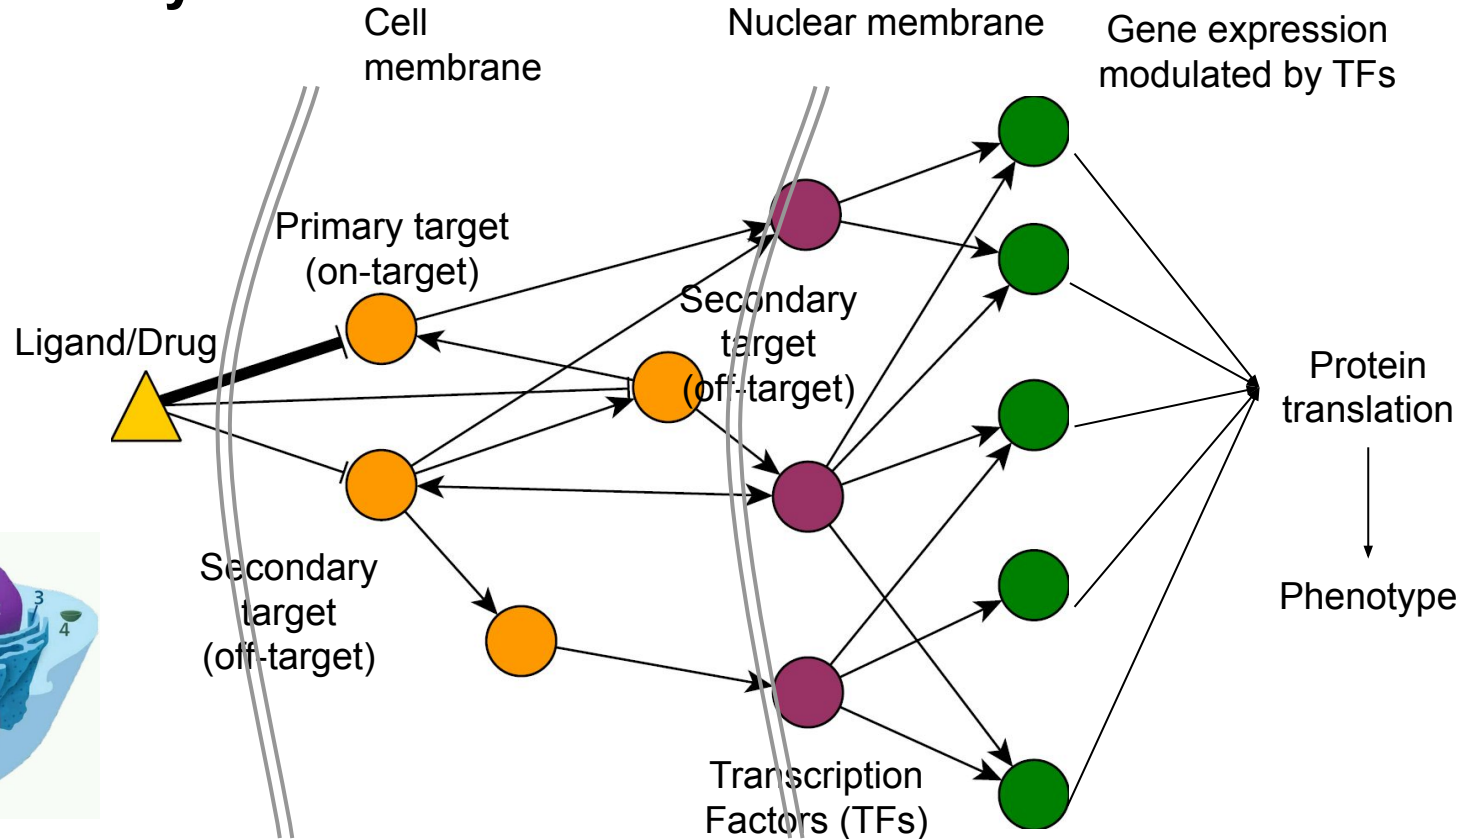 Cell
membrane
Nuclear membrane
Gene expression
modulated by TFs
Primary target
(on-target)
Ligand/Drug
Secondary
target
(off-target)
Protein
translation
Secondary
target
(off-target)
Phenotype
3
4
Transcription
Factors (TFs)